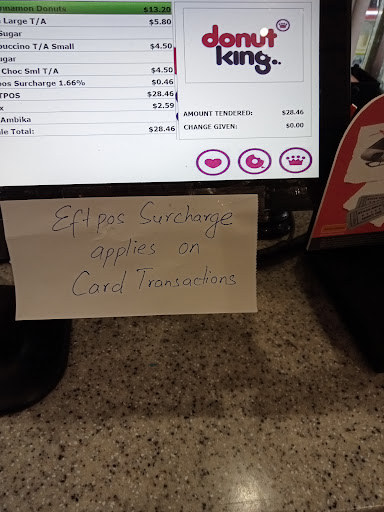 nnamon Donuts $13.20
Large T/A $5.80
Sugar
puccino T/A Small $4.50
ugar
Choc Sml T/A $4.50
pos Surcharge 1.66% $0.46
TPOS $28.46
x $2.59
Ambika
le Total: $28.46
donut
king
AMOUNT TENDERED: $28.46
CHANGE GIVEN: $0.00
Eftpos Surcharge
applies on
Card Transactions